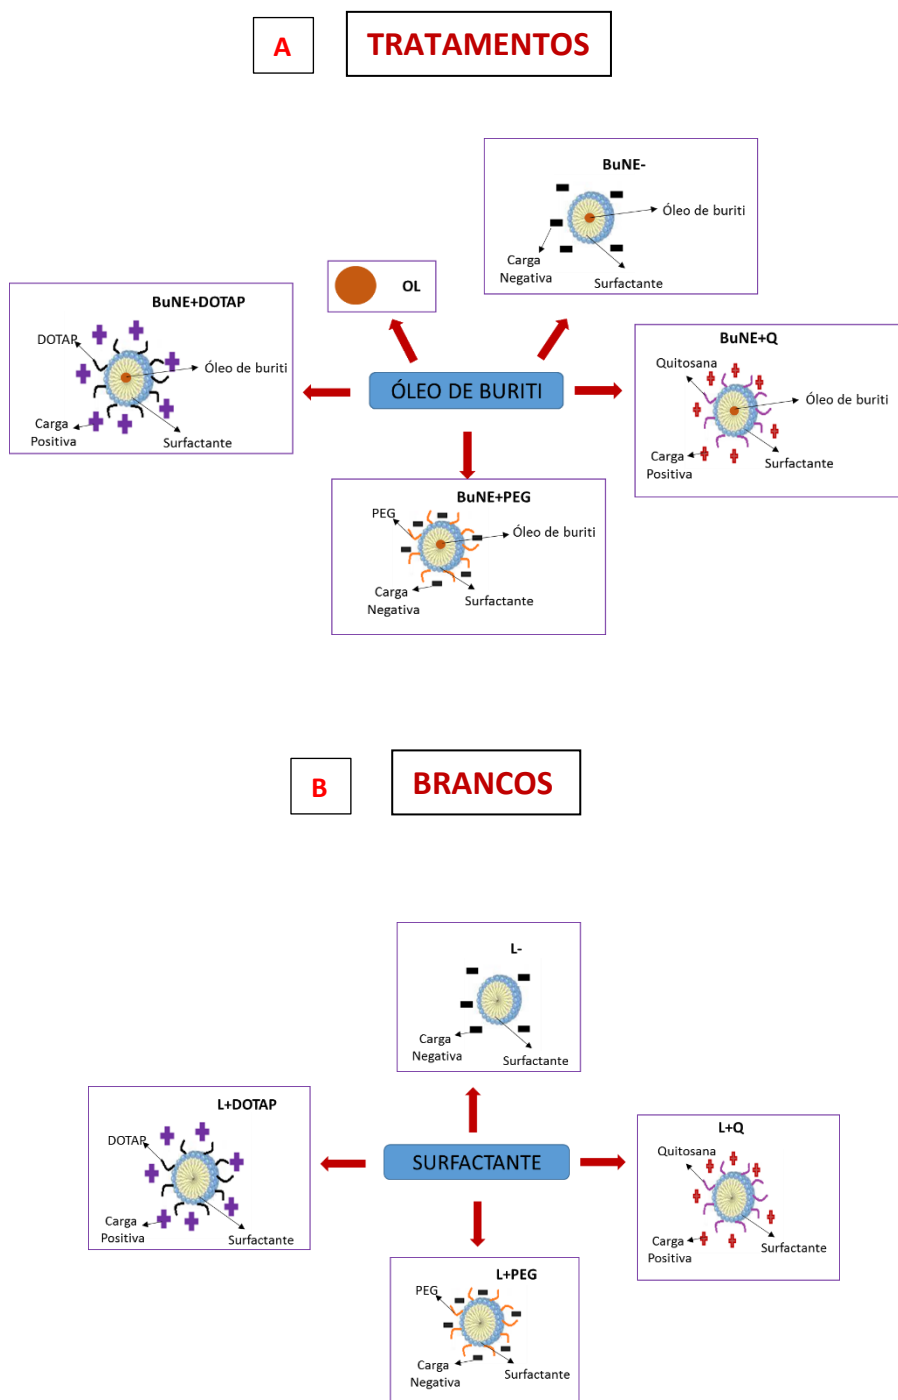 A
TRATAMENTOS
BuNE-
Óleo de buriti
Carga
Negativa
Surfactante
OL
BuNE+DOTAP
DOTAP
Óleo de buriti
Carga
Positiva
Surfactante
ÓLEO DE BURITI
BuNE+Q
Quitosana
Óleo de buriti
Carga
Positiva
Surfactante
BuNE+PEG
PEG
Óleo de buriti
Carga
Negativa
Surfactante
B
BRANCOS
L-
Carga
Negativa
Surfactante
L+DOTAP
DOTAP
Carga
Positiva
Surfactante
SURFACTANTE
L+Q
Quitosana
Carga
Positiva
Surfactante
L+PEG
PEG
Carga
Negativa
Surfactante